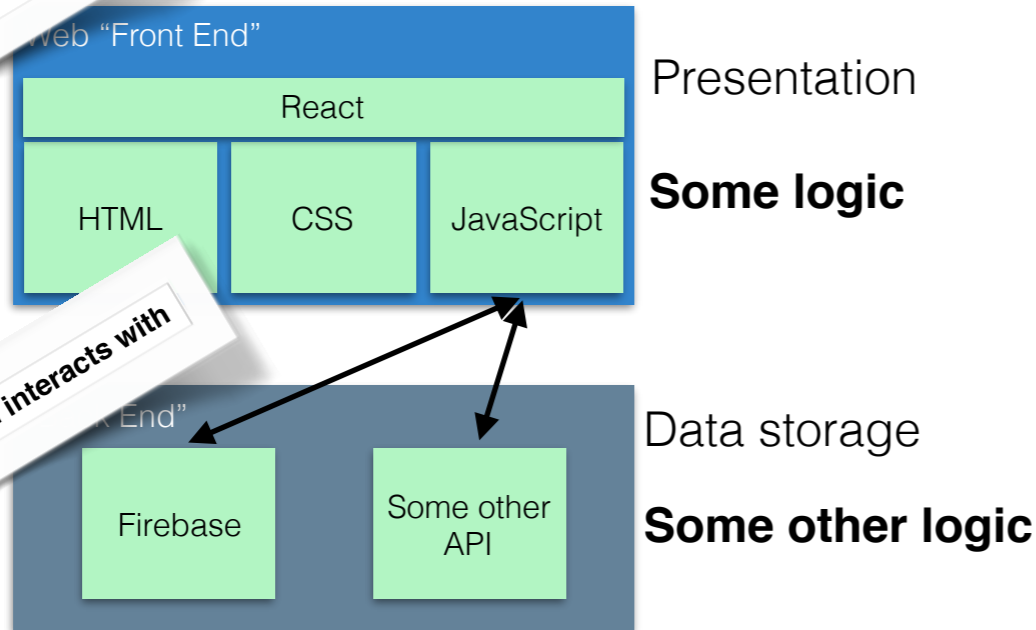 Web “Front End”
Presentation
React
Some logic
HTML
CSS
JavaScript
interacts with
End”
Data storage
Firebase
Some other
API
Some other logic